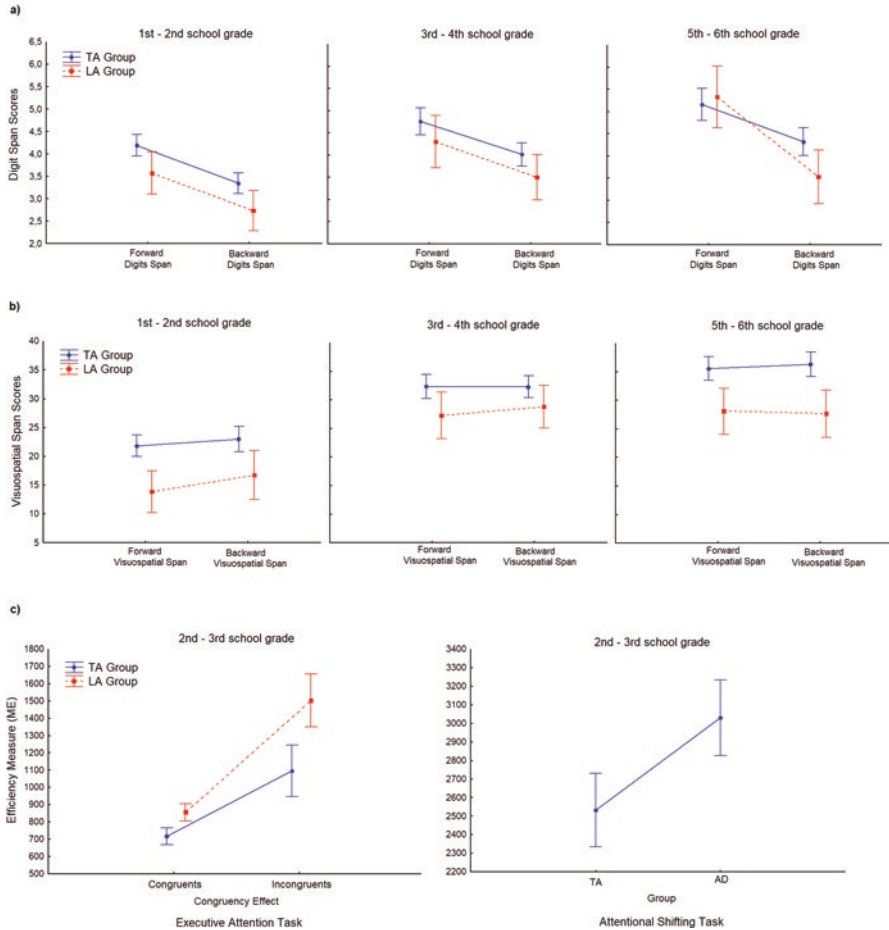 a)
1st - 2nd school grade
3rd - 4th school grade
5th - 6th school grade
TA Group
LA Group
Digit Span Scores
6,5
6,0
5,5
5,0
4,5
4,0
3,5
3,0
2,5
2,0
Forward
Digits Span
Backward
Digits Span
Forward
Digits Span
Backward
Digits Span
Forward
Digits Span
Backward
Digits Span
b)
1st - 2nd school grade
3rd - 4th school grade
5th - 6th school grade
TA Group
LA Group
Visuospatial Span Scores
40
35
30
25
20
15
10
5
Forward
Visuospatial Span
Backward
Visuospatial Span
Forward
Visuospatial Span
Backward
Visuospatial Span
Forward
Visuospatial Span
Backward
Visuospatial Span
c)
2nd - 3rd school grade
TA Group
LA Group
Efficiency Measure (ME)
1800
1700
1600
1500
1400
1300
1200
1100
1000
900
800
700
600
500
Congruents
Incongruents
Congruency Effect
Executive Attention Task
2nd - 3rd school grade
3400
3300
3200
3100
3000
2900
2800
2700
2600
2500
2400
2300
2200
TA
AD
Group
Attentional Shifting Task